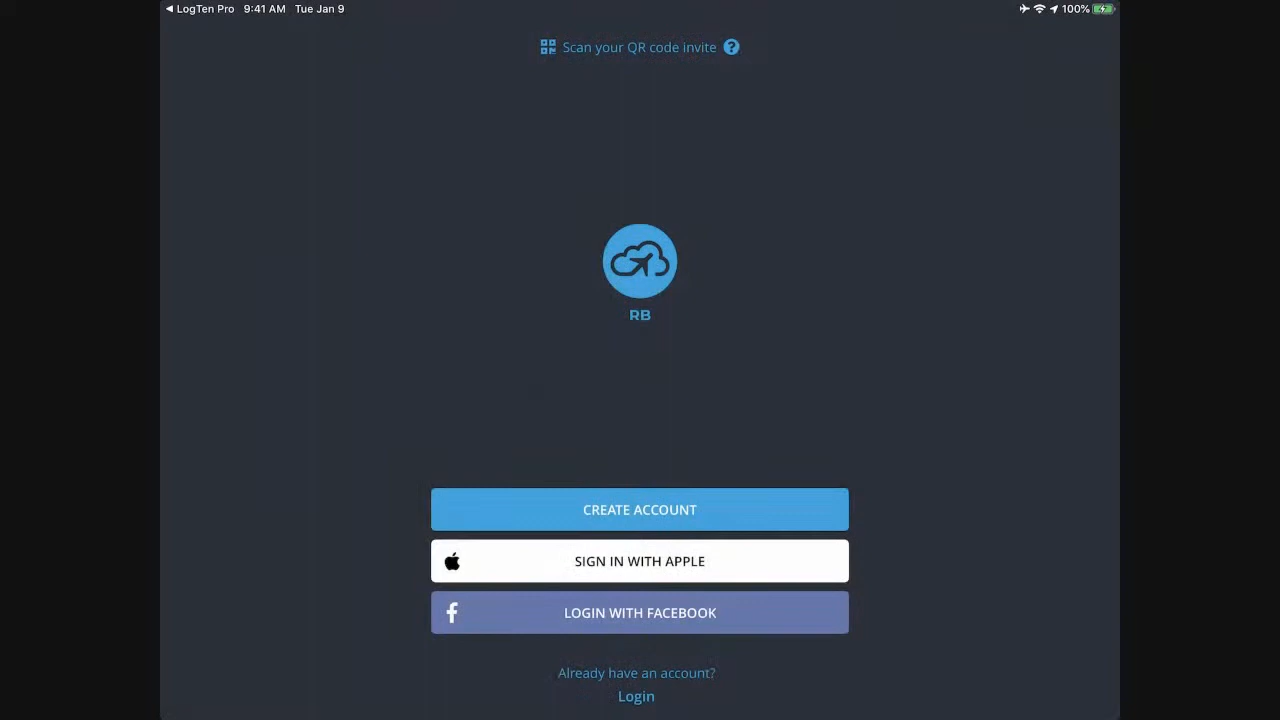 LogTen Pro 9:41 AM Tue Jan 9 100%
Scan your QR code invite ?
RB
CREATE ACCOUNT
SIGN IN WITH APPLE
f LOGIN WITH FACEBOOK
Already have an account?
Login